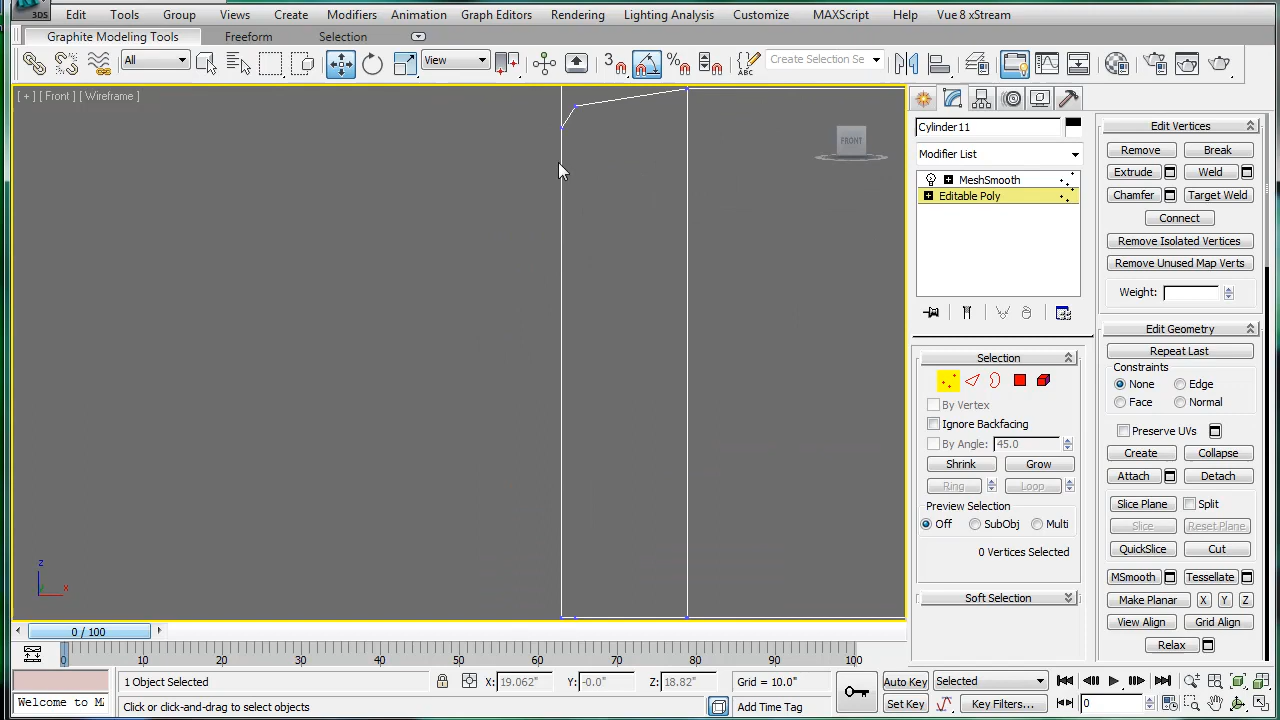 3DS Edit Tools Group Views Create Modifiers Animation Graph Editors Rendering Lighting Analysis Customize MAXScript Help Vue 8 xStream
Graphite Modeling Tools Freeform Selection
All View 3 % ABC Create Selection Se
[ + ] [ Front ] [ Wireframe ]
FRONT
Cylinder11
Modifier List
MeshSmooth
Editable Poly
Selection
By Vertex
Ignore Backfacing
By Angle: 45.0
Shrink Grow
Ring Loop
Preview Selection
Off SubObj Multi
0 Vertices Selected
Soft Selection
Edit Vertices
Remove Break
Extrude Weld
Chamfer Target Weld
Connect
Remove Isolated Vertices
Remove Unused Map Verts
Weight:
Edit Geometry
Repeat Last
Constraints
None Edge
Face Normal
Preserve UVs
Create Collapse
Attach Detach
Slice Plane Split
Slice Reset Plane
QuickSlice Cut
MSmooth Tessellate
Make Planar X Y Z
View Align Grid Align
Relax
z
x
0 / 100
0 10 20 30 40 50 60 70 80 90 100
1 Object Selected X: 19.062" Y: -0.0" Z: 18.82" Grid = 10.0" Auto Key Selected
Welcome to M Click or click-and-drag to select objects Add Time Tag Set Key Key Filters... 0